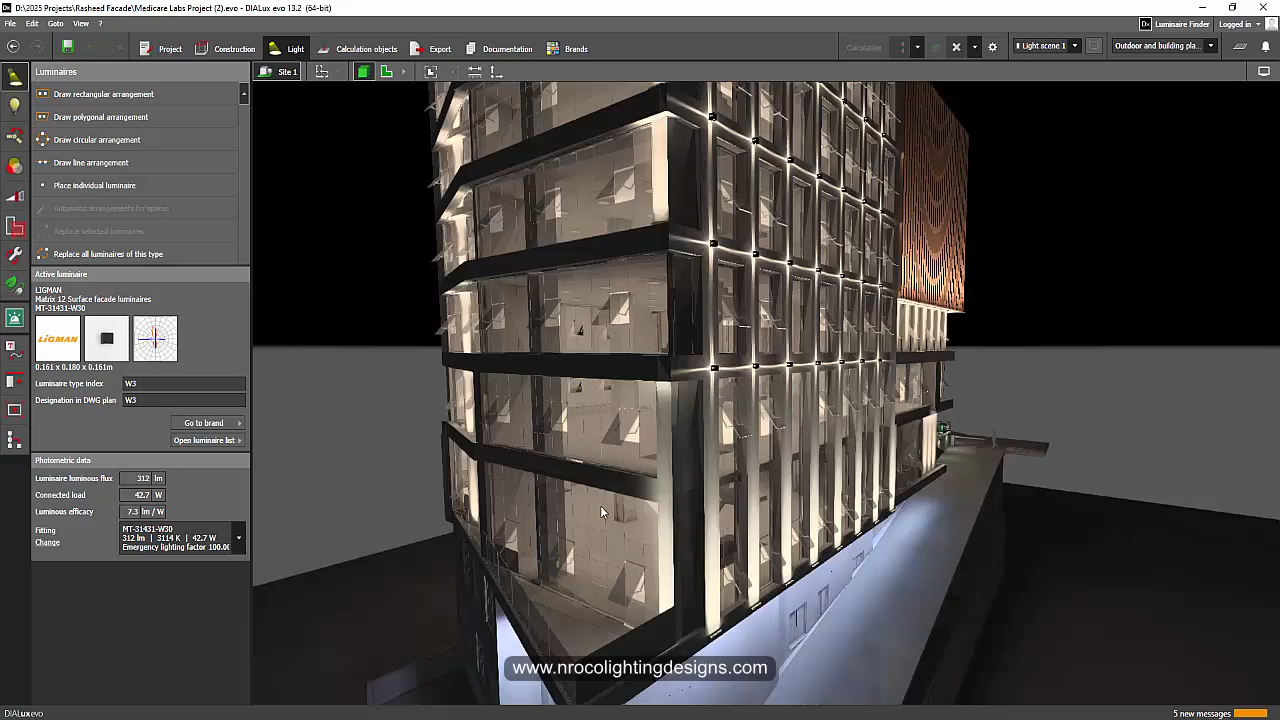 D:\2025 Projects\Rasheed Facade\Medicare Labs Project (2).evo - DIALux evo 13.2 (64-bit)
File Edit Goto View ?
Luminaire Finder Logged in
Project Construction Light Calculation objects Export Documentation Brands
Calculation Light scene 1 Outdoor and building pla...
Luminaires
Site 1
Draw rectangular arrangement
Draw polygonal arrangement
Draw circular arrangement
Draw line arrangement
Place individual luminaire
Automatic arrangements for spaces
Replace selected luminaires
Replace all luminaires of this type
Active luminaire
LIGMAN
Matrix 12 Surface facade luminaires
MT-31431-W30
LIGMAN
0.161 x 0.180 x 0.161m
Luminaire type index W3
Designation in DWG plan W3
Go to brand
Open luminaire list
Photometric data
Luminaire luminous flux 312 lm
Connected load 42.7 W
Luminous efficacy 7.3 lm / W
Fitting MT-31431-W30
Change 312 lm | 3114 K | 42.7 W
Emergency lighting factor 100.00
www.nrocolightingdesigns.com
DIALux evo
5 new messages